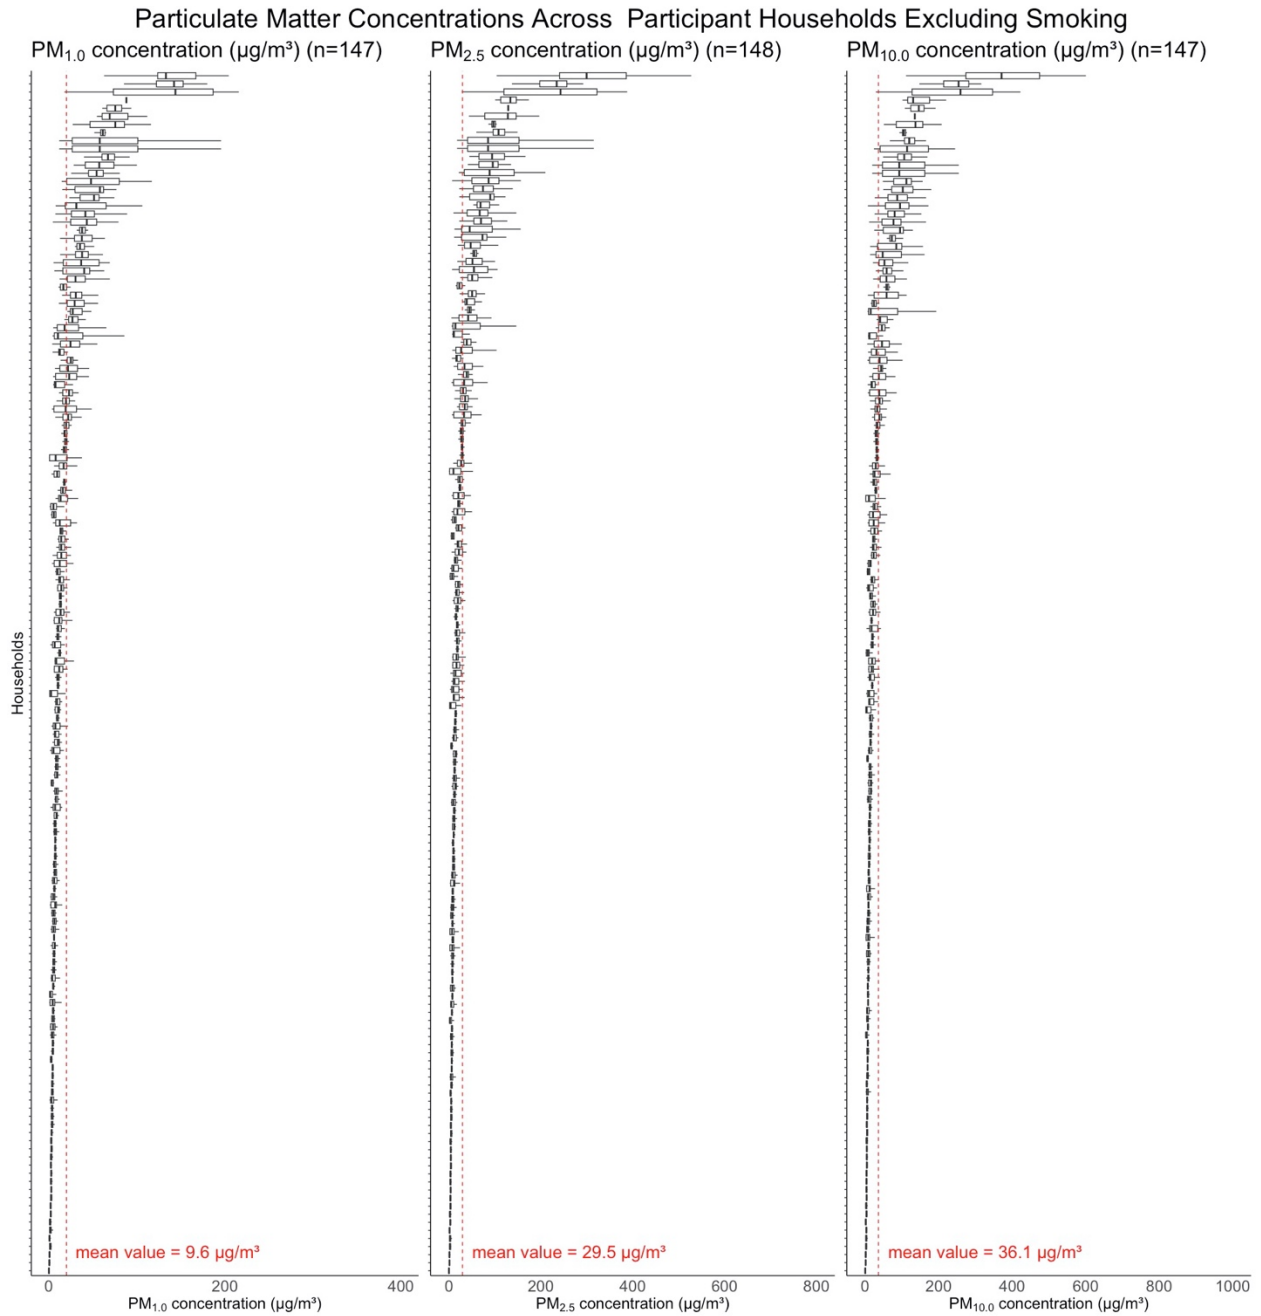 Particulate Matter Concentrations Across  Participant Households Excluding Smoking
PM₁.₀ concentration (µg/m³) (n=147)
PM₂.₅ concentration (µg/m³) (n=148)
PM₁₀.₀ concentration (µg/m³) (n=147)
Households
mean value = 9.6 µg/m³
mean value = 29.5 µg/m³
mean value = 36.1 µg/m³
0 200 400
0 200 400 600 800
0 200 400 600 800 1000
PM₁.₀ concentration (µg/m³)
PM₂.₅ concentration (µg/m³)
PM₁₀.₀ concentration (µg/m³)